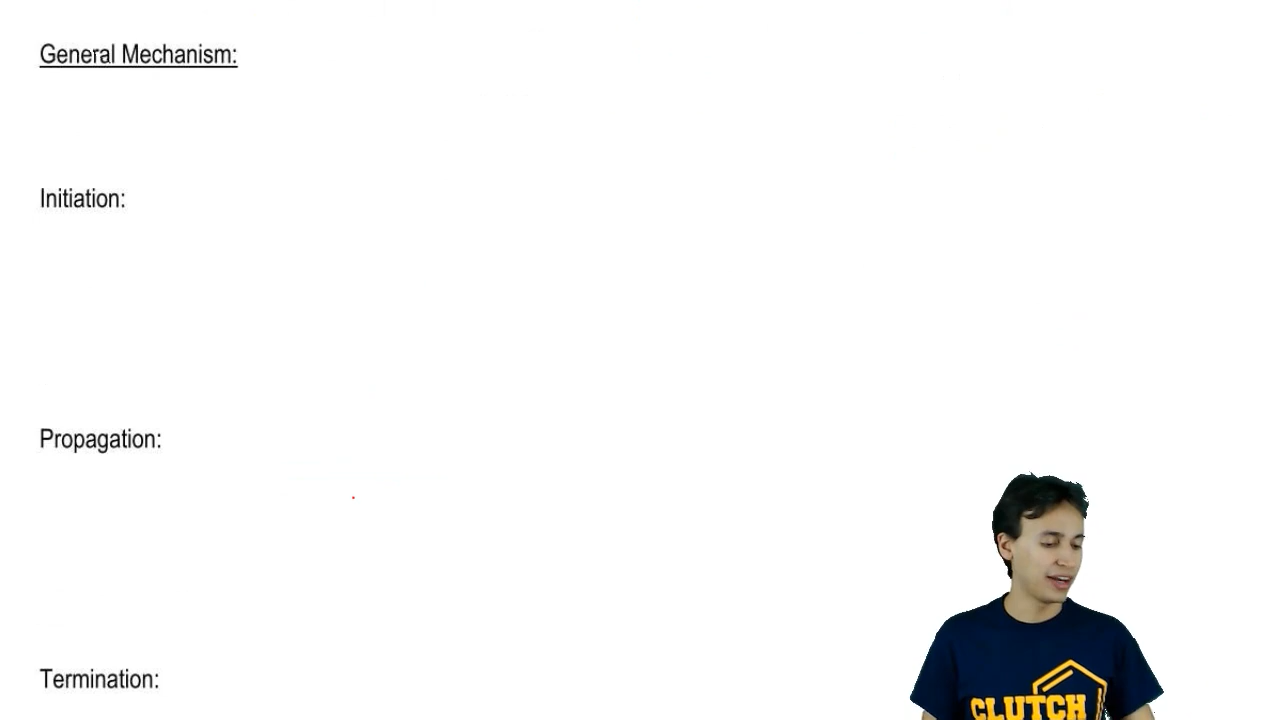 General Mechanism:
Initiation:
Propagation:
Termination:
CLUTCH